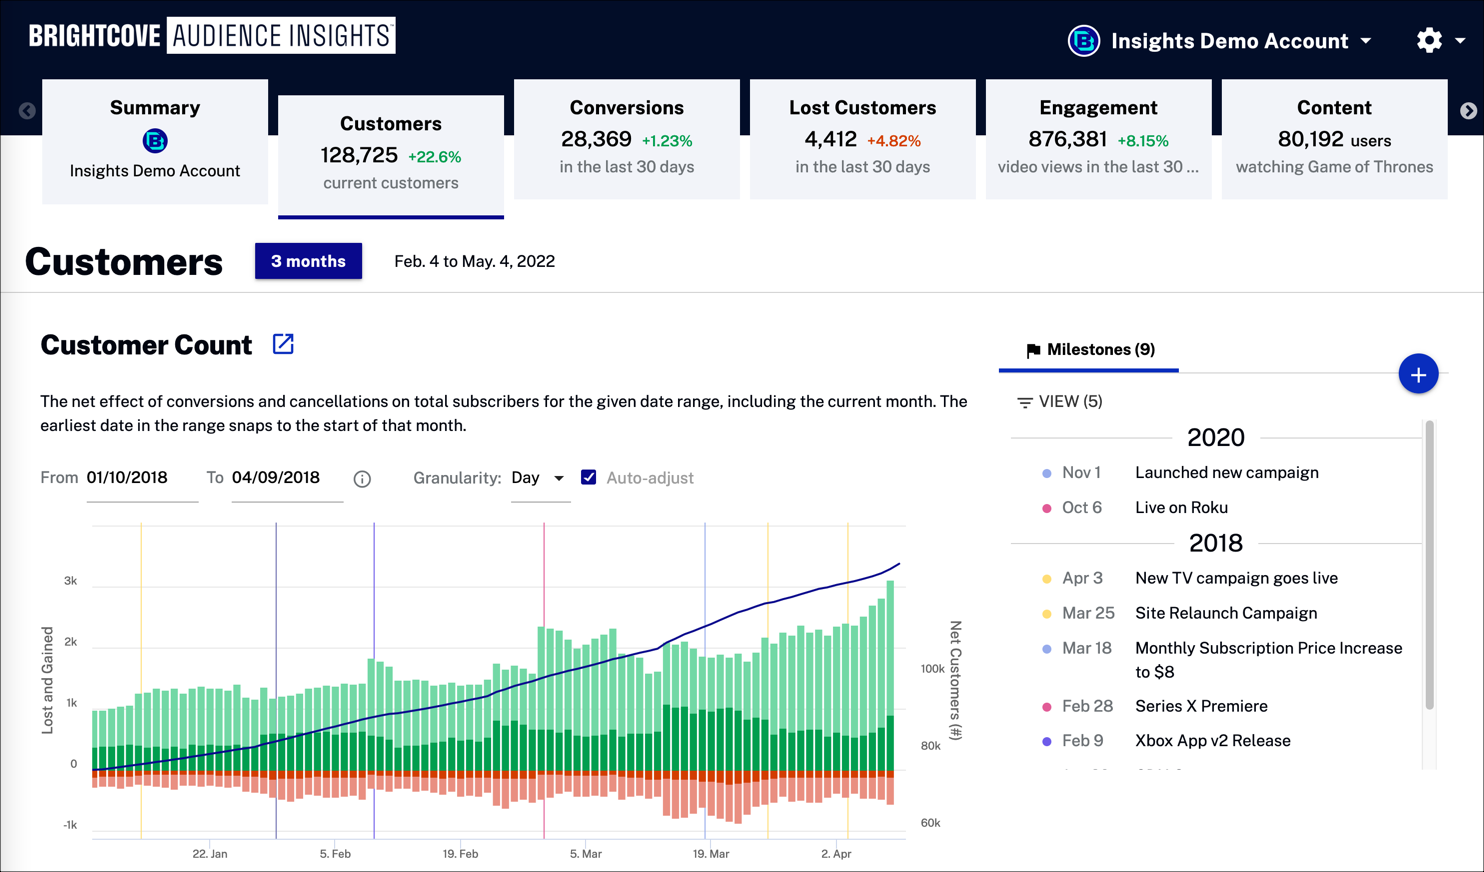 BRIGHTCOVE AUDIENCE INSIGHTS
Insights Demo Account
Summary
Insights Demo Account
Customers
128,725 +22.6%
current customers
Conversions
28,369 +1.23%
in the last 30 days
Lost Customers
4,412 +4.82%
in the last 30 days
Engagement
876,381 +8.15%
video views in the last 30 ...
Content
80,192 users
watching Game of Thrones
Customers
3 months
Feb. 4 to May. 4, 2022
Customer Count
The net effect of conversions and cancellations on total subscribers for the given date range, including the current month. The
earliest date in the range snaps to the start of that month.
From 01/10/2018 To 04/09/2018
Granularity: Day
Auto-adjust
Lost and Gained
3k
2k
1k
0
-1k
22. Jan
5. Feb
19. Feb
5. Mar
19. Mar
2. Apr
100k
80k
60k
Net Customers (#)
Milestones (9)
VIEW (5)
2020
Nov 1 Launched new campaign
Oct 6 Live on Roku
2018
Apr 3 New TV campaign goes live
Mar 25 Site Relaunch Campaign
Mar 18 Monthly Subscription Price Increase
to $8
Feb 28 Series X Premiere
Feb 9 Xbox App v2 Release